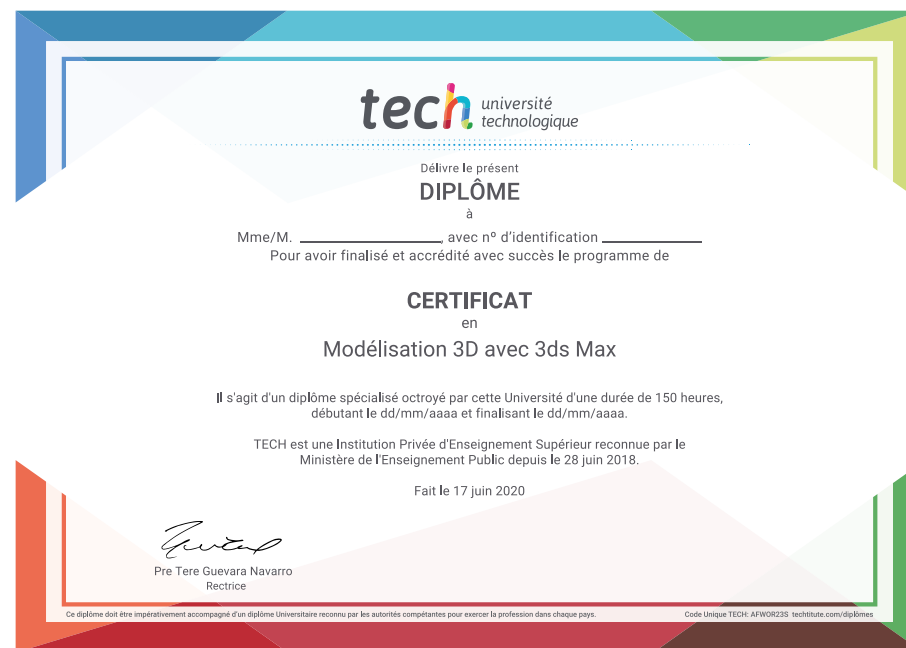 tech université
technologique
Délivre le présent
DIPLÔME
à
Mme/M. ____________________, avec nº d'identification ______________
Pour avoir finalisé et accrédité avec succès le programme de
CERTIFICAT
en
Modélisation 3D avec 3ds Max
Il s'agit d'un diplôme spécialisé octroyé par cette Université d'une durée de 150 heures,
débutant le dd/mm/aaaa et finalisant le dd/mm/aaaa.
TECH est une Institution Privée d'Enseignement Supérieur reconnue par le
Ministère de l'Enseignement Public depuis le 28 juin 2018.
Fait le 17 juin 2020
Pre Tere Guevara Navarro
Rectrice
Ce diplôme doit être impérativement accompagné d'un diplôme Universitaire reconnu par les autorités compétentes pour exercer la profession dans chaque pays.
Code Unique TECH: AFWOR23S techtitute.com/diplômes